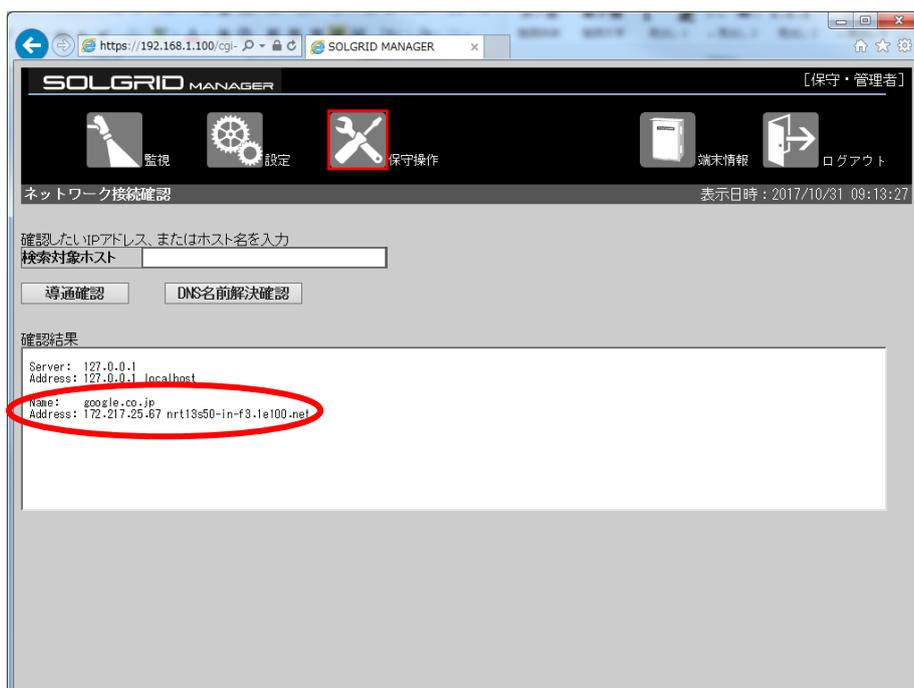 https://192.168.1.100/cgi-
SOLGRID MANAGER
SOLGRID MANAGER
[保守・管理者]
監視
設定
保守操作
端末情報
ログアウト
ネットワーク接続確認
表示日時：2017/10/31 09:13:27
確認したいIPアドレス、またはホスト名を入力
検索対象ホスト
導通確認
DNS名前解決確認
確認結果
Server: 127.0.0.1
Address: 127.0.0.1 localhost
Name: google.co.jp
Address: 172.217.25.67 nrt13s50-in-f3.1e100.net